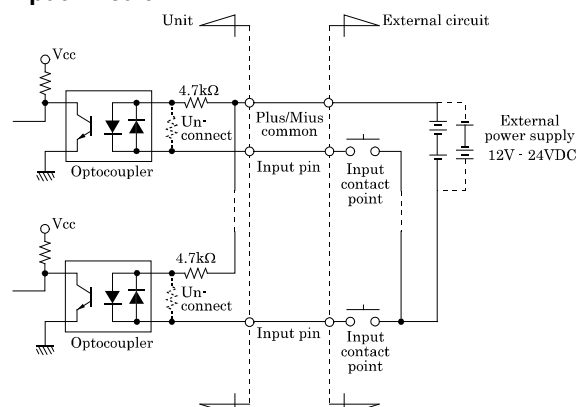 Unit
External circuit
Vcc
4.7kΩ
Un-
connect
Optocoupler
Plus/Mius
common
Input pin
Input
contact
point
External
power supply
12V - 24VDC
Vcc
4.7kΩ
Un-
connect
Optocoupler
Input pin
Input
contact
point